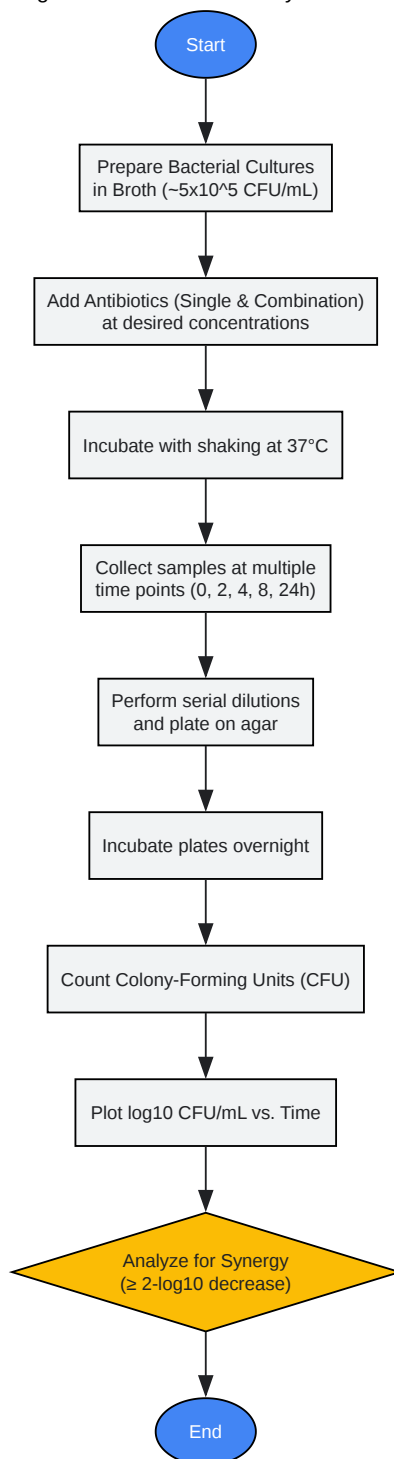 Start
Prepare Bacterial Cultures
in Broth (~5x10^5 CFU/mL)
Add Antibiotics (Single & Combination)
at desired concentrations
Incubate with shaking at 37°C
Collect samples at multiple
time points (0, 2, 4, 8, 24h)
Perform serial dilutions
and plate on agar
Incubate plates overnight
Count Colony-Forming Units (CFU)
Plot log10 CFU/mL vs. Time
Analyze for Synergy
(≥ 2-log10 decrease)
End